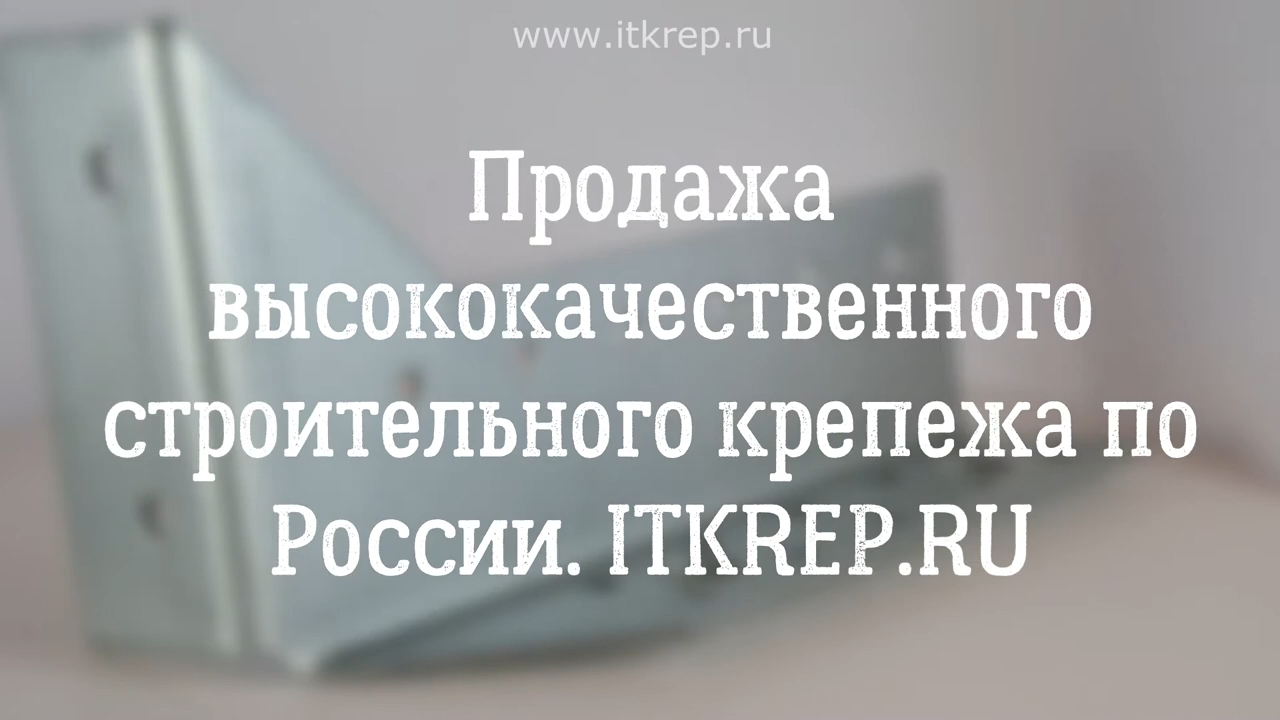 www.itkrep.ru
Продажа
высококачественного
строительного крепежа по
России. ITKREP.RU